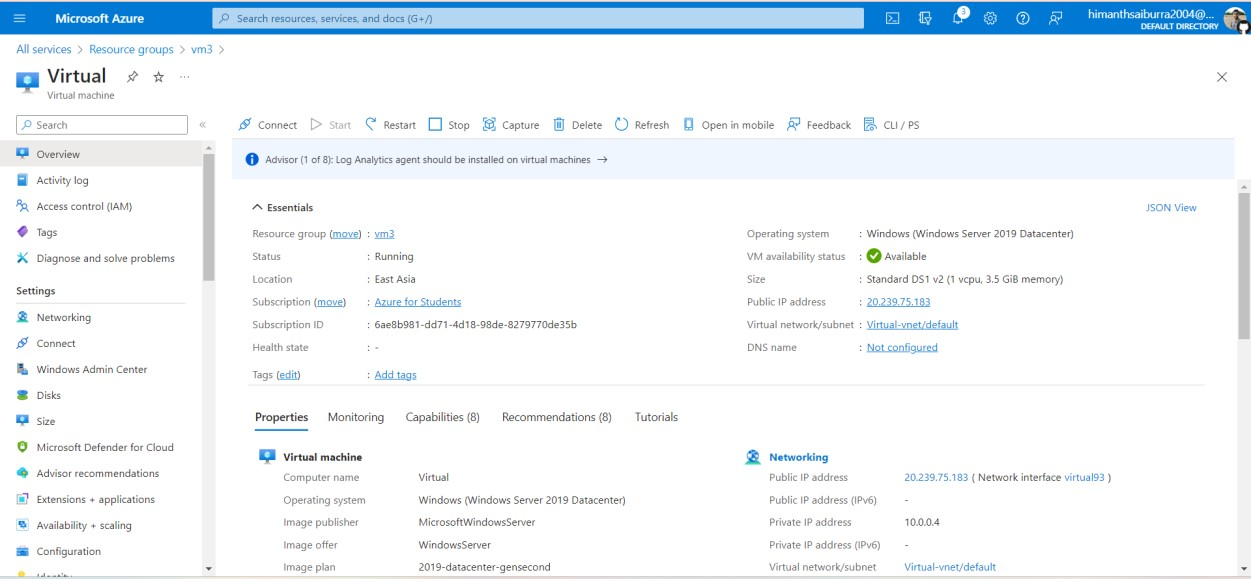 Microsoft Azure
Search resources, services, and docs (G+/)
3
himanthsaiburra2004@...
DEFAULT DIRECTORY
All services > Resource groups > vm3 >
Virtual
...
Virtual machine
Search
«
Connect Start Restart Stop Capture Delete Refresh Open in mobile Feedback CLI / PS
Advisor (1 of 8): Log Analytics agent should be installed on virtual machines →
Overview
Activity log
Access control (IAM)
Tags
Diagnose and solve problems
Settings
Networking
Connect
Windows Admin Center
Disks
Size
Microsoft Defender for Cloud
Advisor recommendations
Extensions + applications
Availability + scaling
Configuration
Identity
Essentials
JSON View
Resource group (move) : vm3
Status : Running
Location : East Asia
Subscription (move) : Azure for Students
Subscription ID : 6ae8b981-dd71-4d18-98de-8279770de35b
Health state : -
Tags (edit) : Add tags
Operating system : Windows (Windows Server 2019 Datacenter)
VM availability status : Available
Size : Standard DS1 v2 (1 vcpu, 3.5 GiB memory)
Public IP address : 20.239.75.183
Virtual network/subnet : Virtual-vnet/default
DNS name : Not configured
Properties Monitoring Capabilities (8) Recommendations (8) Tutorials
Virtual machine
Computer name Virtual
Operating system Windows (Windows Server 2019 Datacenter)
Image publisher MicrosoftWindowsServer
Image offer WindowsServer
Image plan 2019-datacenter-gensecond
Networking
Public IP address 20.239.75.183 ( Network interface virtual93 )
Public IP address (IPv6) -
Private IP address 10.0.0.4
Private IP address (IPv6) -
Virtual network/subnet Virtual-vnet/default